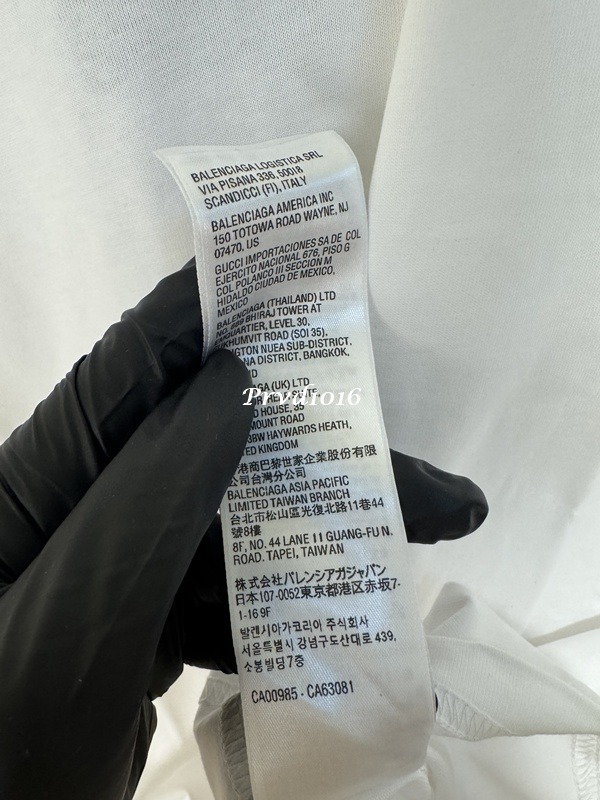 BALENCIAGA LOGISTICA SRL
VIA PISANA 336, 50018
SCANDICCI (FI), ITALY
BALENCIAGA AMERICA INC
150 TOTOWA ROAD WAYNE, NJ
07470, US
GUCCI IMPORTACIONES SA DE COL
EJERCITO NACIONAL 676, PISO G
COL POLANCO III SECCION M
HIDALDO CIUDAD DE MEXICO,
MEXICO
BALENCIAGA (THAILAND) LTD
NO.689 BHIRAJ TOWER AT
LEVEL 30,
ROAD (SOI 35),
NUEA SUB-DISTRICT,
DISTRICT, BANGKOK,
(UK) LTD
Prvdio16
HOUSE, 35
ROAD
HAYWARDS HEATH,
KINGDOM
港商巴黎世家企業股份有限
公司台灣分公司
BALENCIAGA ASIA PACIFIC
LIMITED TAIWAN BRANCH
台北市松山區光復北路11巷44
號8樓
8F, NO. 44 LANE 11 GUANG-FU N.
ROAD. TAPEI, TAIWAN
株式会社バレンシアガジャパン
日本107-0052東京都港区赤坂7-
1-16 9F
발렌시아가코리아 주식회사
서울특별시 강남구도산대로 439,
소봉빌딩7층
CA00985 - CA63081